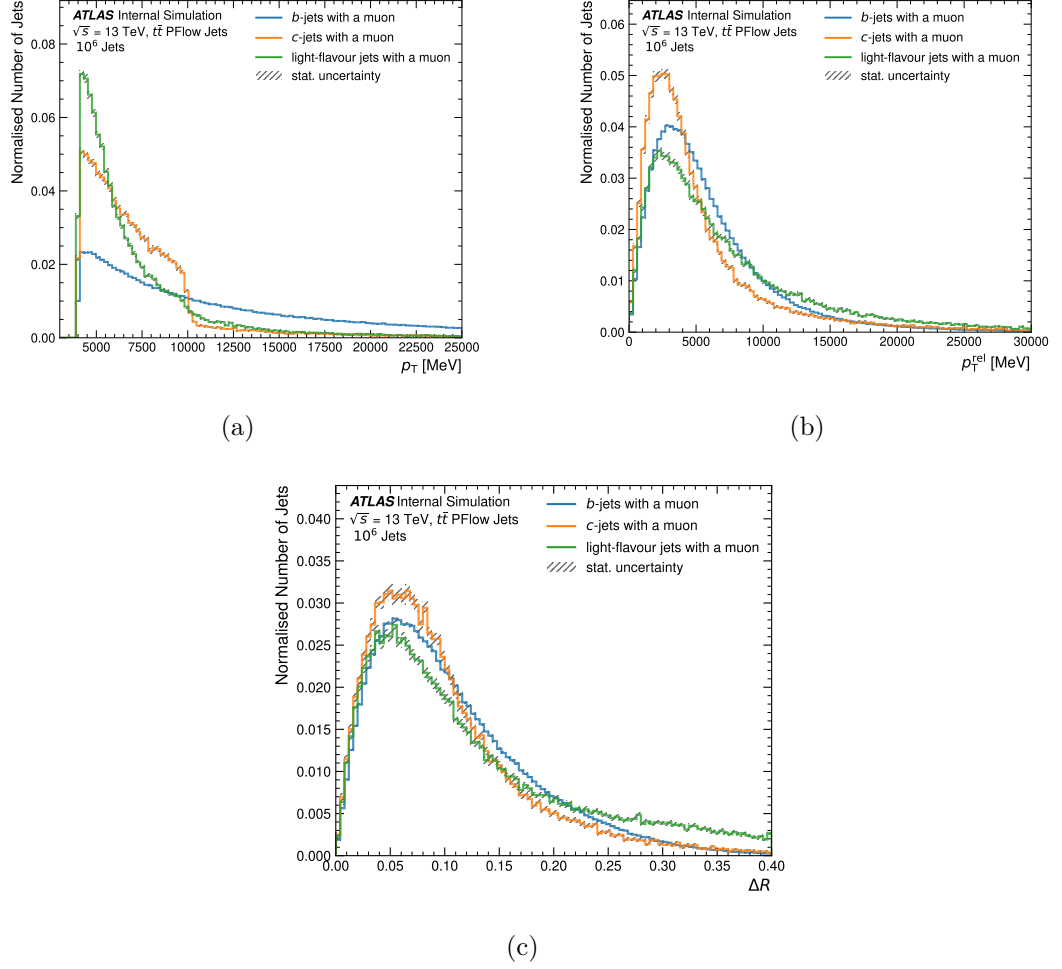 Normalised Number of Jets
0.08
0.06
0.04
0.02
0.00
ATLAS Internal Simulation
√s = 13 TeV, tt̄ PFlow Jets
10⁶ Jets
b-jets with a muon
c-jets with a muon
light-flavour jets with a muon
stat. uncertainty
5000 7500 10000 12500 15000 17500 20000 22500 25000
pT [MeV]
(a)
Normalised Number of Jets
0.06
0.05
0.04
0.03
0.02
0.01
0.00
ATLAS Internal Simulation
√s = 13 TeV, tt̄ PFlow Jets
10⁶ Jets
b-jets with a muon
c-jets with a muon
light-flavour jets with a muon
stat. uncertainty
0 5000 10000 15000 20000 25000 30000
pT^rel [MeV]
(b)
Normalised Number of Jets
0.040
0.035
0.030
0.025
0.020
0.015
0.010
0.005
0.000
ATLAS Internal Simulation
√s = 13 TeV, tt̄ PFlow Jets
10⁶ Jets
b-jets with a muon
c-jets with a muon
light-flavour jets with a muon
stat. uncertainty
0.00 0.05 0.10 0.15 0.20 0.25 0.30 0.35 0.40
ΔR
(c)